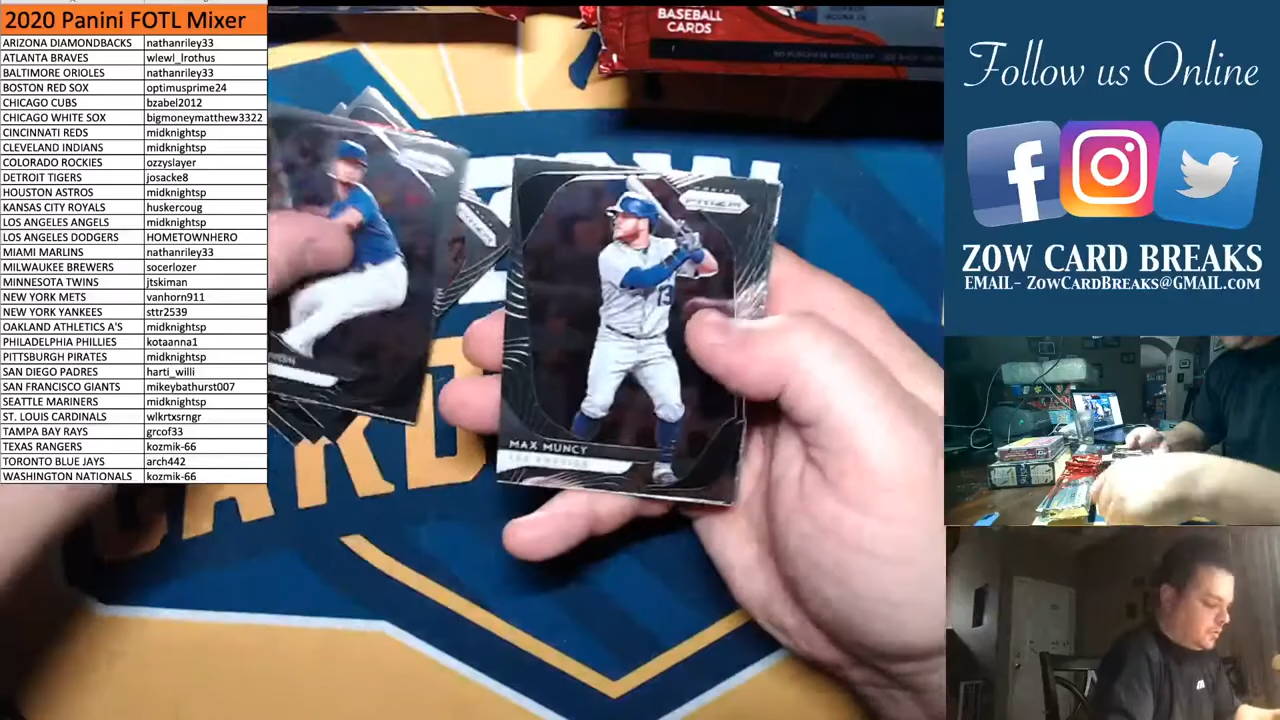 2020 Panini FOTL Mixer
ARIZONA DIAMONDBACKS nathanriley33
ATLANTA BRAVES wlewl_lrothus
BALTIMORE ORIOLES nathanriley33
BOSTON RED SOX optimusprime24
CHICAGO CUBS bzabel2012
CHICAGO WHITE SOX bigmoneymatthew3322
CINCINNATI REDS midknightsp
CLEVELAND INDIANS midknightsp
COLORADO ROCKIES ozzyslayer
DETROIT TIGERS josacke8
HOUSTON ASTROS midknightsp
KANSAS CITY ROYALS huskercoug
LOS ANGELES ANGELS midknightsp
LOS ANGELES DODGERS HOMETOWNHERO
MIAMI MARLINS nathanriley33
MILWAUKEE BREWERS socerlozer
MINNESOTA TWINS jtskiman
NEW YORK METS vanhorn911
NEW YORK YANKEES sttr2539
OAKLAND ATHLETICS A'S midknightsp
PHILADELPHIA PHILLIES kotaanna1
PITTSBURGH PIRATES midknightsp
SAN DIEGO PADRES harti_willi
SAN FRANCISCO GIANTS mikeybathurst007
SEATTLE MARINERS midknightsp
ST. LOUIS CARDINALS wlkrtxsrngr
TAMPA BAY RAYS grcof33
TEXAS RANGERS kozmik-66
TORONTO BLUE JAYS arch442
WASHINGTON NATIONALS kozmik-66
BASEBALL
CARDS
PANINI
PRIZM
13
MAX MUNCY
LOS ANGELES
CARD
Follow us Online
ZOW CARD BREAKS
EMAIL- ZOWCARDBREAKS@GMAIL.COM